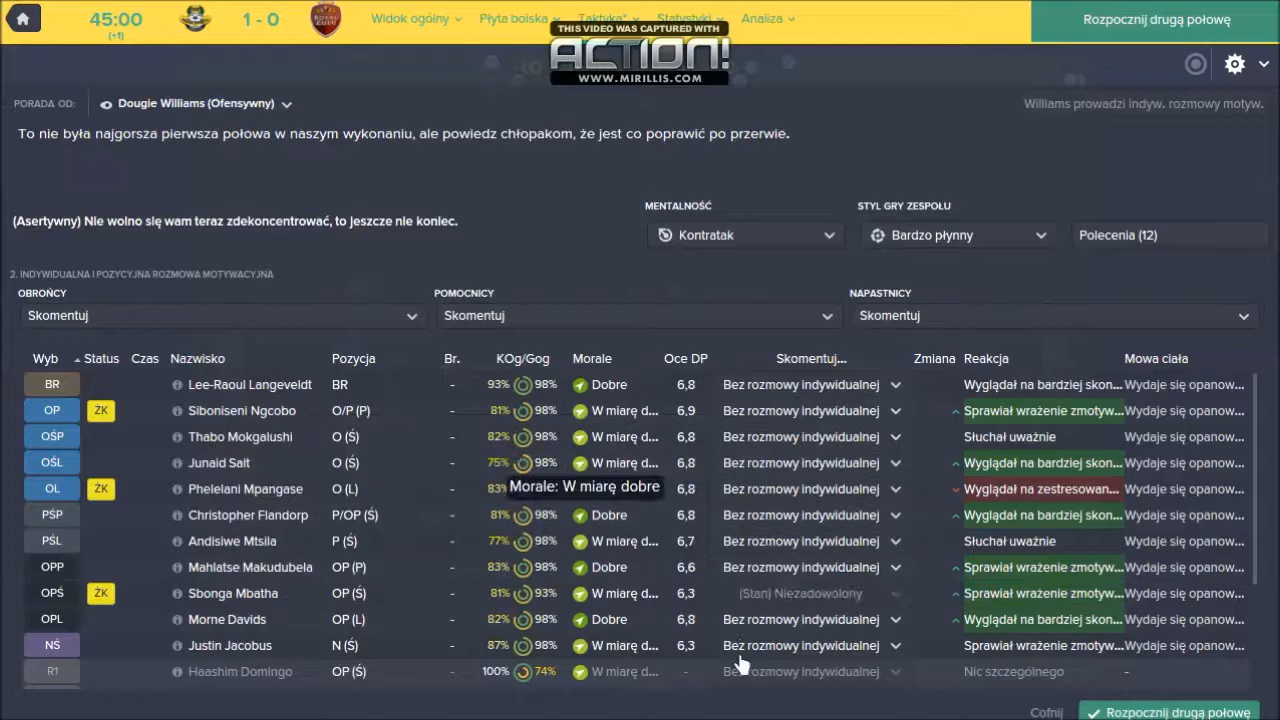 45:00
(+1)
1 - 0
Widok ogólny
Płyta boiska
Taktyka*
Statystyki
Analiza
Rozpocznij drugą połowę
THIS VIDEO WAS CAPTURED WITH
ACTION!
WWW.MIRILLIS.COM
PORADA OD: Dougie Williams (Ofensywny)
Williams prowadzi indyw. rozmowy motyw.
To nie była najgorsza pierwsza połowa w naszym wykonaniu, ale powiedz chłopakom, że jest co poprawić po przerwie.
MENTALNOŚĆ STYL GRY ZESPOŁU
(Asertywny) Nie wolno się wam teraz zdekoncentrować, to jeszcze nie koniec.
Kontratak Bardzo płynny Polecenia (12)
2. INDYWIDUALNA I POZYCYJNA ROZMOWA MOTYWACYJNA
OBROŃCY POMOCNICY NAPASTNICY
Skomentuj Skomentuj Skomentuj
Wyb Status Czas Nazwisko Pozycja Br. KOg/Gog Morale Oce DP Skomentuj... Zmiana Reakcja Mowa ciała
BR Lee-Raoul Langeveldt BR - 93% 98% Dobre 6,8 Bez rozmowy indywidualnej Wyglądał na bardziej skon... Wydaje się opanow...
OP ŻK Siboniseni Ngcobo O/P (P) - 81% 98% W miarę d... 6,9 Bez rozmowy indywidualnej Sprawiał wrażenie zmotyw... Wydaje się opanow...
OŚP Thabo Mokgalushi O (Ś) - 82% 98% W miarę d... 6,8 Bez rozmowy indywidualnej Słuchał uważnie Wydaje się opanow...
OŚL Junaid Sait O (Ś) - 75% 98% W miarę d... 6,8 Bez rozmowy indywidualnej Wyglądał na bardziej skon... Wydaje się opanow...
OL ŻK Phelelani Mpangase O (L) - 83% Morale: W miarę dobre 6,8 Bez rozmowy indywidualnej Wyglądał na zestresowan... Wydaje się opanow...
PŚP Christopher Flandorp P/OP (Ś) - 81% 98% Dobre 6,8 Bez rozmowy indywidualnej Wyglądał na bardziej skon... Wydaje się opanow...
PŚL Andisiwe Mtsila P (Ś) - 77% 98% W miarę d... 6,7 Bez rozmowy indywidualnej Słuchał uważnie Wydaje się opanow...
OPP Mahlatse Makudubela OP (P) - 83% 98% Dobre 6,6 Bez rozmowy indywidualnej Sprawiał wrażenie zmotyw... Wydaje się opanow...
OPŚ ŻK Sbonga Mbatha OP (Ś) - 81% 93% W miarę d... 6,3 (Stan) Niezadowolony Sprawiał wrażenie zmotyw... Wydaje się opanow...
OPL Morne Davids OP (L) - 82% 98% Dobre 6,8 Bez rozmowy indywidualnej Wyglądał na bardziej skon... Wydaje się opanow...
NŚ Justin Jacobus N (Ś) - 87% 98% W miarę d... 6,3 Bez rozmowy indywidualnej Sprawiał wrażenie zmotyw... Wydaje się opanow...
R1 Haashim Domingo OP (Ś) - 100% 74% W miarę d... - Bez rozmowy indywidualnej Nic szczególnego -
Cofnij Rozpocznij drugą połowę